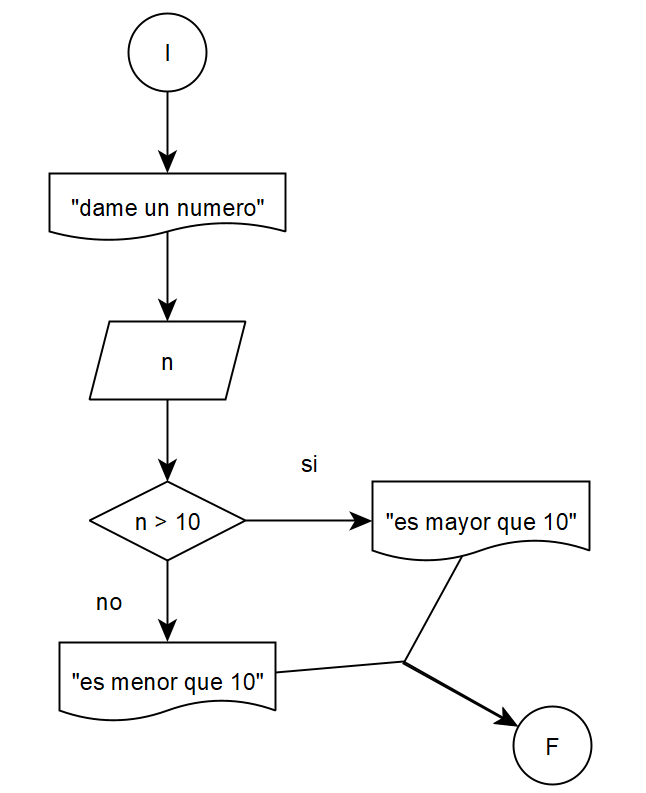 I
"dame un numero"
n
si
n > 10
"es mayor que 10"
no
"es menor que 10"
F